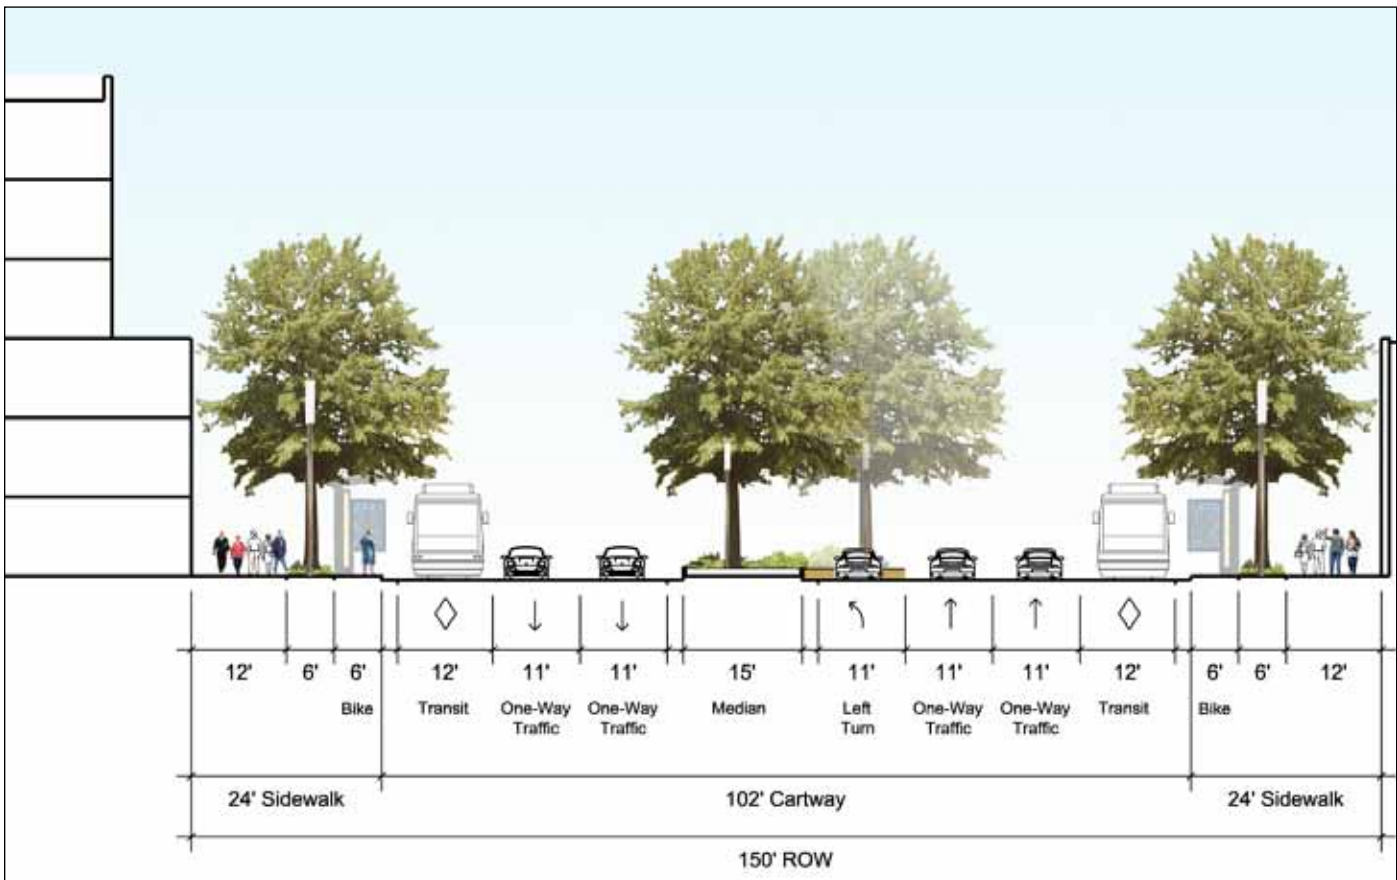 12' 6' 6' 12' 11' 11' 15' 11' 11' 11' 12' 6' 6' 12'
Bike Transit One-Way One-Way Median Left One-Way One-Way Transit Bike
Traffic Traffic Turn Traffic Traffic
24' Sidewalk 102' Cartway 24' Sidewalk
150' ROW